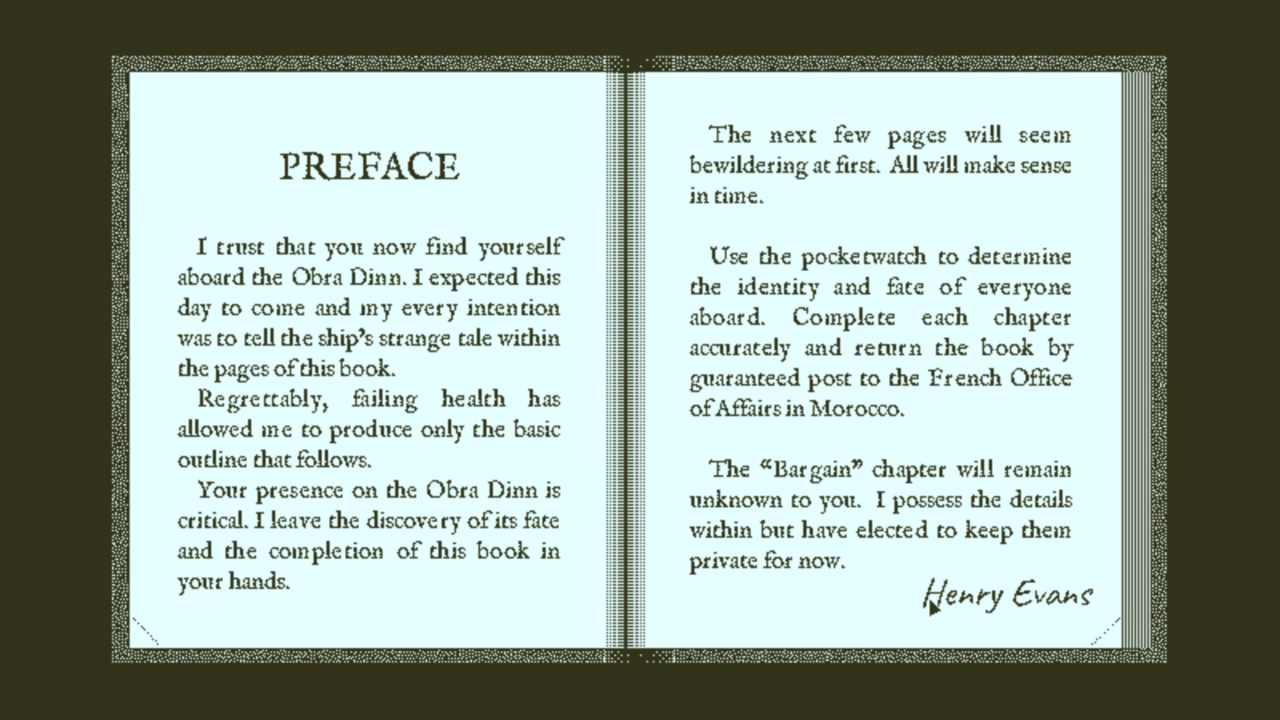 PREFACE
I trust that you now find yourself
aboard the Obra Dinn. I expected this
day to come and my every intention
was to tell the ship’s strange tale within
the pages of this book.
Regrettably, failing health has
allowed me to produce only the basic
outline that follows.
Your presence on the Obra Dinn is
critical. I leave the discovery of its fate
and the completion of this book in
your hands.
The next few pages will seem
bewildering at first. All will make sense
in time.
Use the pocketwatch to determine
the identity and fate of everyone
aboard. Complete each chapter
accurately and return the book by
guaranteed post to the French Office
of Affairs in Morocco.
The “Bargain” chapter will remain
unknown to you. I possess the details
within but have elected to keep them
private for now.
Henry Evans